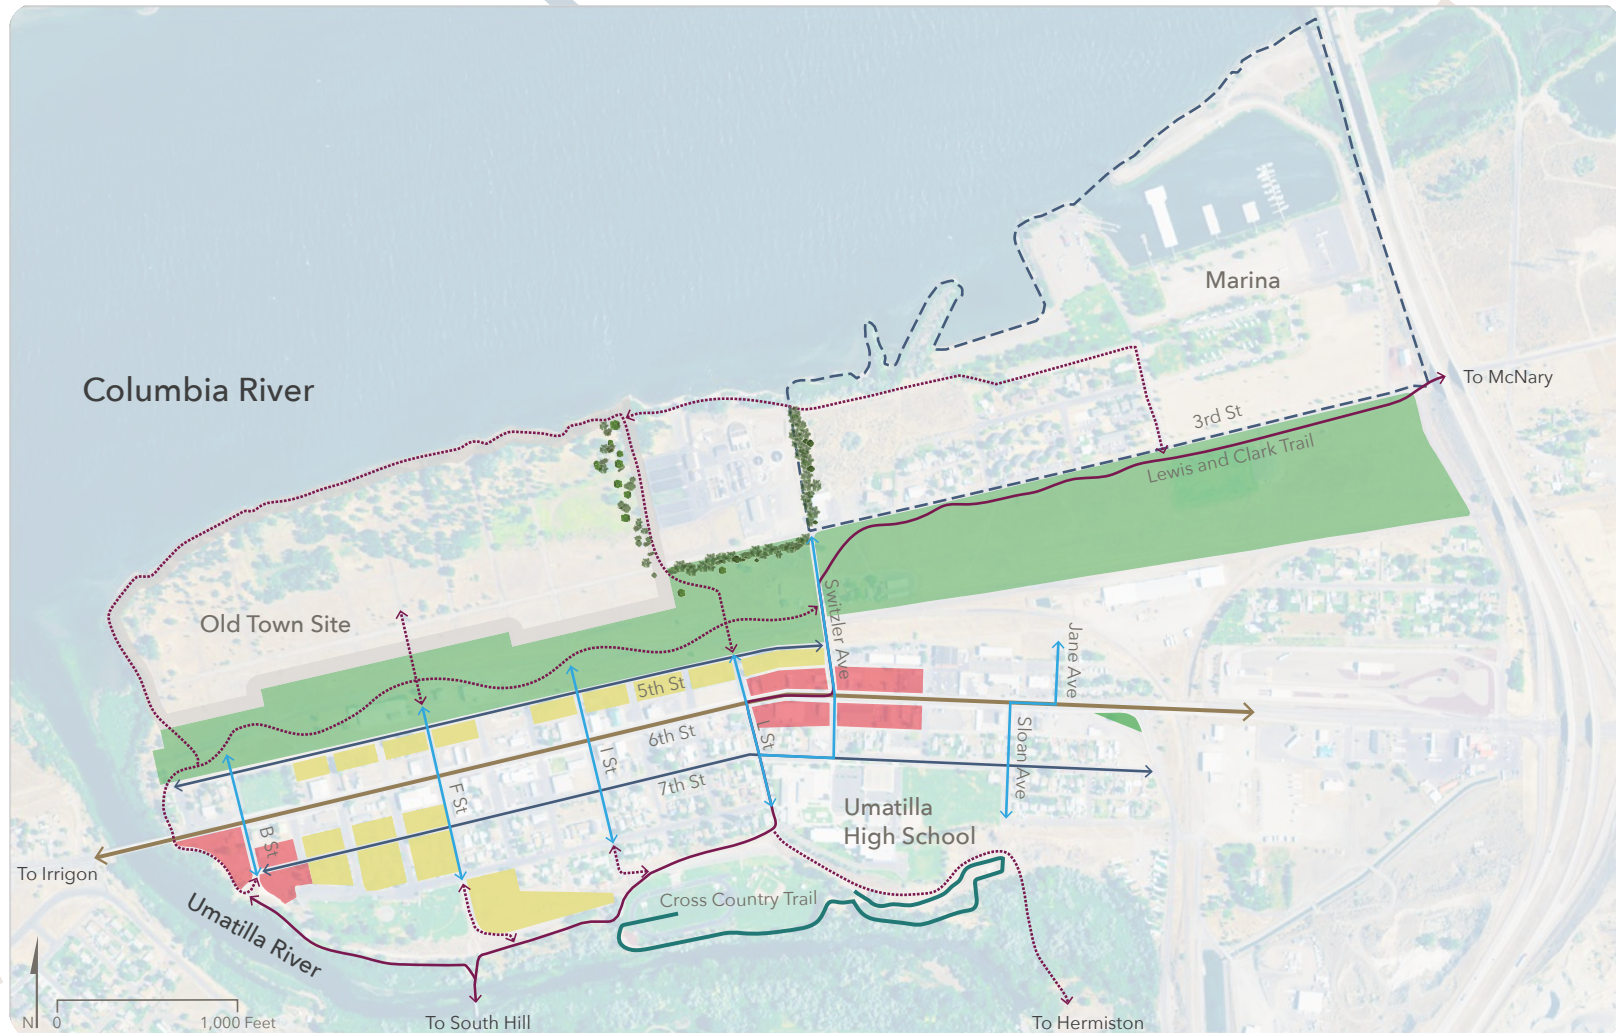 Marina
Columbia River
To McNary
3rd St
Lewis and Clark Trail
Old Town Site
Switzler Ave
Jane Ave
5th St
6th St
L St
I St
7th St
Sloan Ave
F St
B St
Umatilla
High School
To Irrigon
Cross Country Trail
Umatilla River
N
0
1,000 Feet
To South Hill
To Hermiston